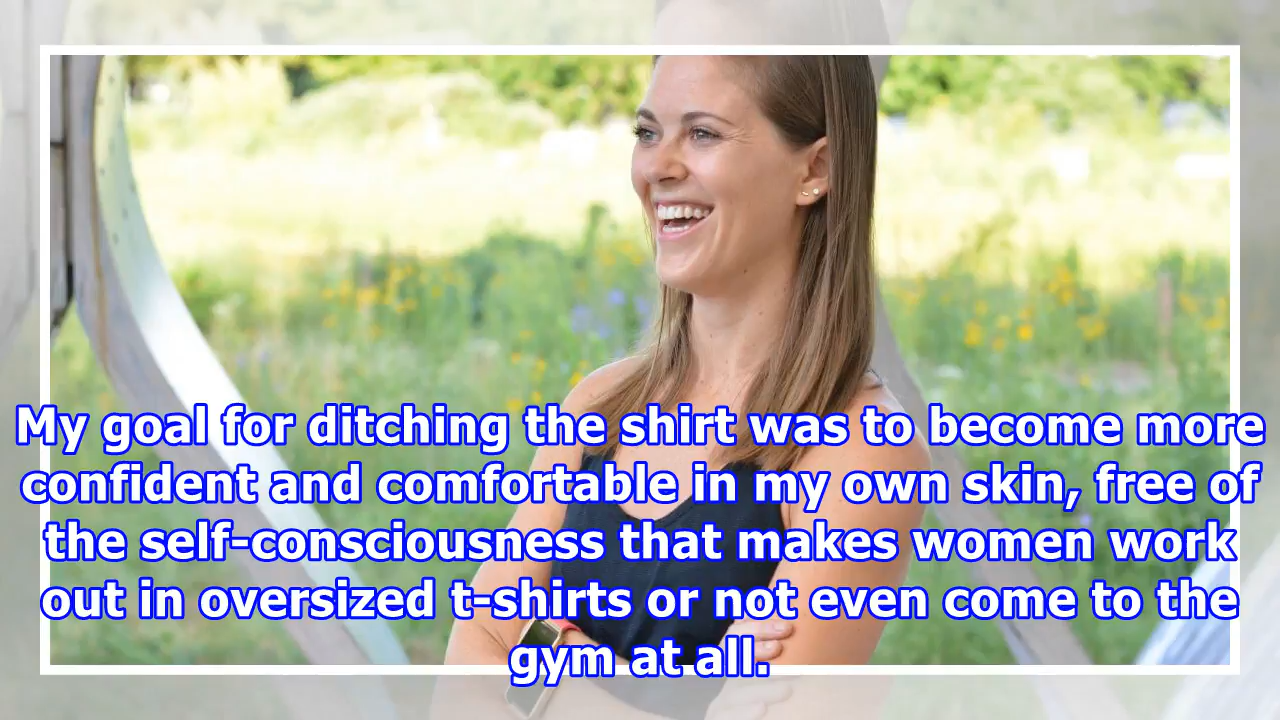 My goal for ditching the shirt was to become more
confident and comfortable in my own skin, free of
the self-consciousness that makes women work
out in oversized t-shirts or not even come to the
gym at all.